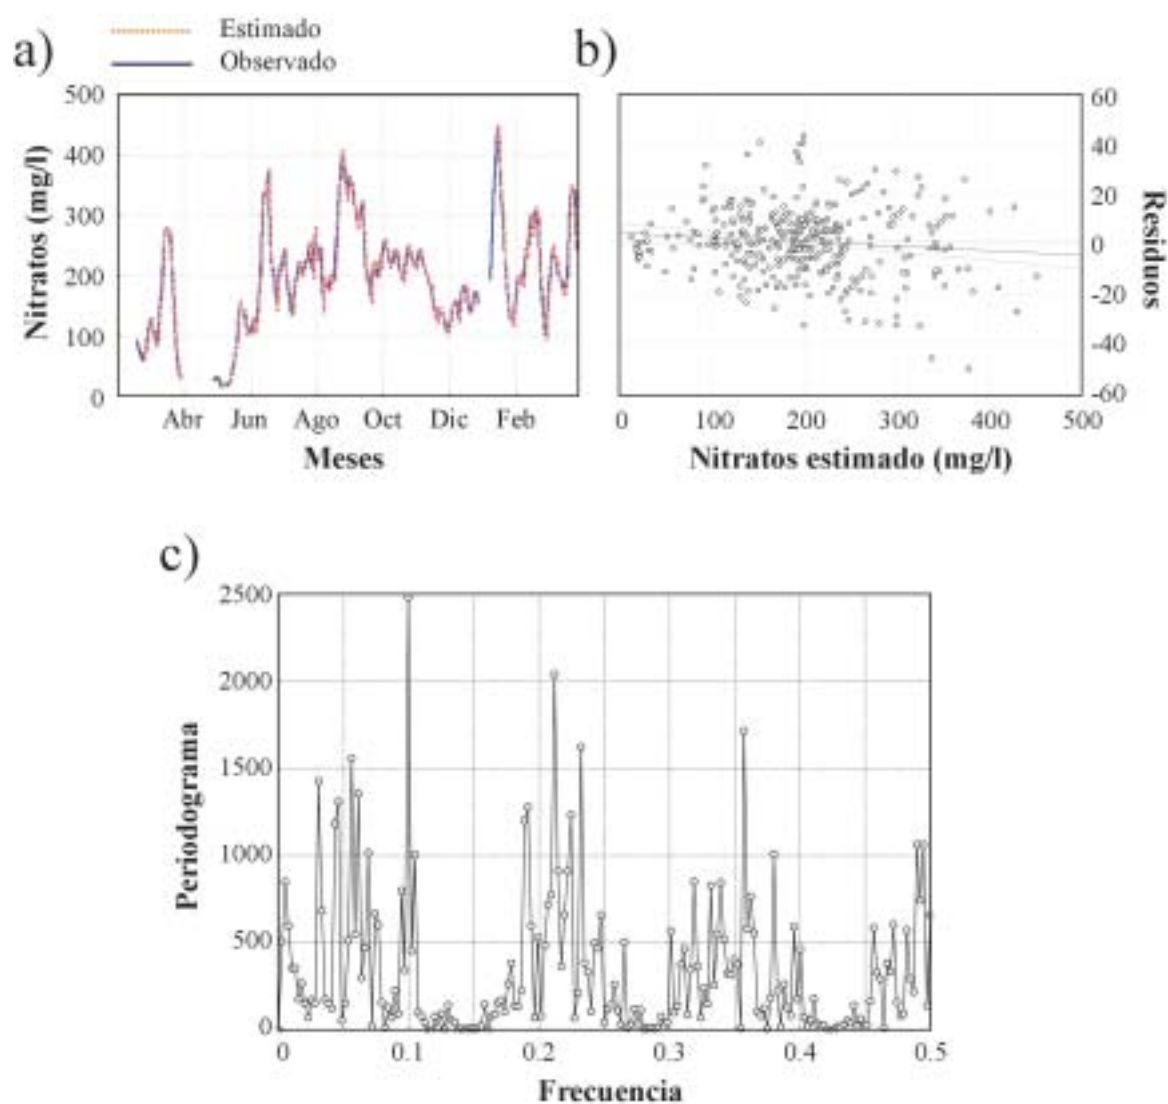 a)
Estimado
Observado
500
400
300
200
100
0
Nitratos (mg/l)
Abr Jun Ago Oct Dic Feb
Meses
b)
60
40
20
0
-20
-40
-60
Residuos
0 100 200 300 400 500
Nitratos estimado (mg/l)
c)
2500
2000
1500
1000
500
0
Periodograma
0 0.1 0.2 0.3 0.4 0.5
Frecuencia